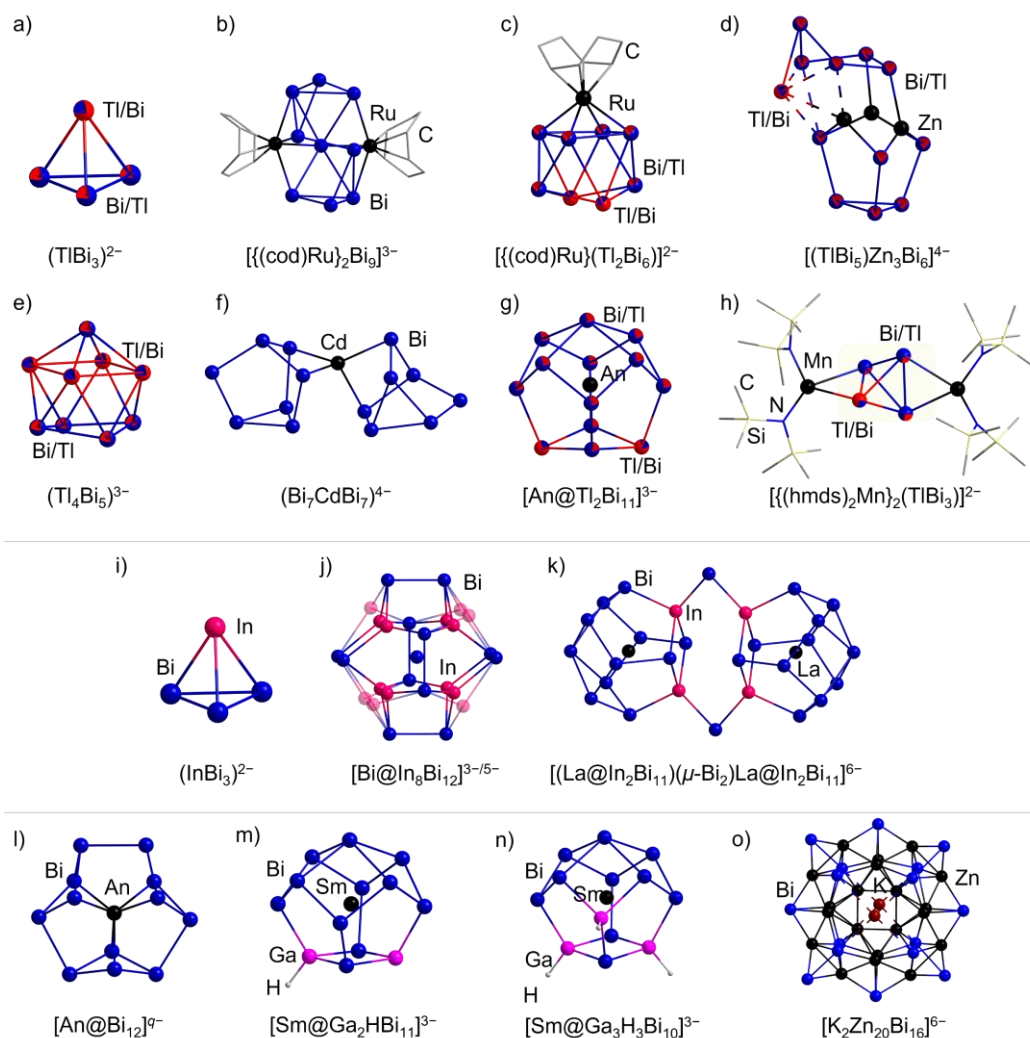 a)
Tl/Bi
Bi/Tl
(TlBi₃)²⁻
b)
Ru
C
Bi
[{(cod)Ru}₂Bi₉]³⁻
c)
C
Ru
Bi/Tl
Tl/Bi
[{(cod)Ru}(Tl₂Bi₆)]²⁻
d)
Bi/Tl
Tl/Bi
Zn
[(TlBi₅)Zn₃Bi₆]⁴⁻
e)
Tl/Bi
Bi/Tl
(Tl₄Bi₅)³⁻
f)
Cd
Bi
(Bi₇CdBi₇)⁴⁻
g)
Bi/Tl
An
Tl/Bi
[An@Tl₂Bi₁₁]³⁻
h)
Bi/Tl
Mn
C
N
Si
Tl/Bi
[{(hmds)₂Mn}₂(TlBi₃)]²⁻
i)
In
Bi
(InBi₃)²⁻
j)
Bi
In
[Bi@In₈Bi₁₂]³⁻/⁵⁻
k)
Bi
In
La
[(La@In₂Bi₁₁)(μ-Bi₂)La@In₂Bi₁₁]⁶⁻
l)
Bi
An
[An@Bi₁₂]q−
m)
Bi
Sm
Ga
H
[Sm@Ga₂HBi₁₁]³⁻
n)
Bi
Sm
Ga
H
[Sm@Ga₃H₃Bi₁₀]³⁻
o)
K
Bi
Zn
[K₂Zn₂₀Bi₁₆]⁶⁻